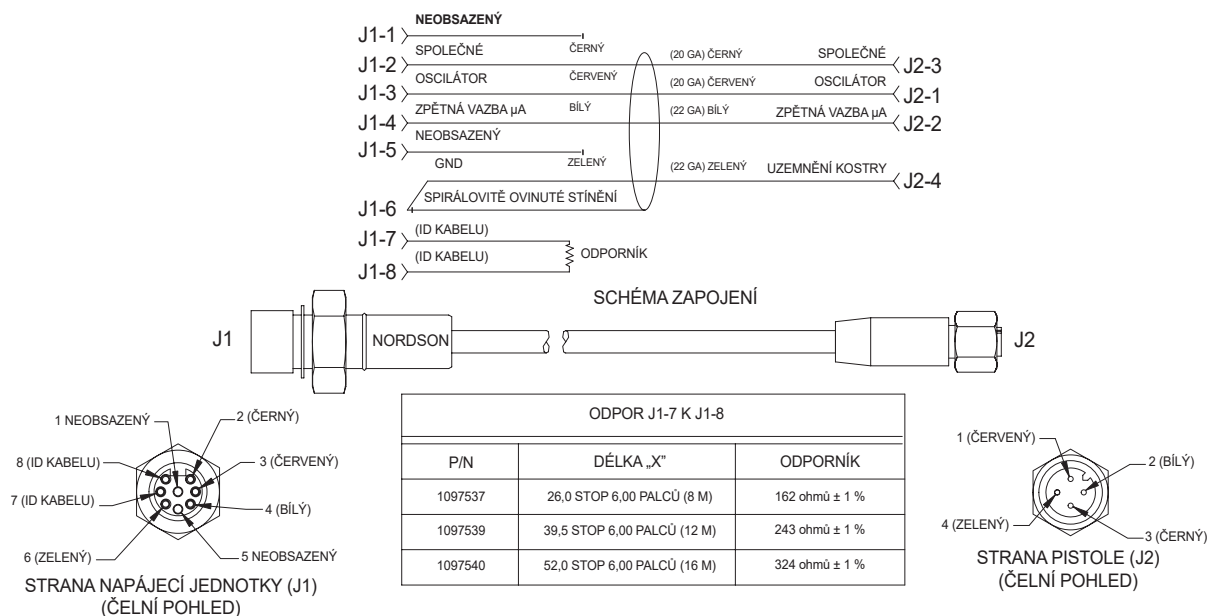 NEOBSAZENÝ
J1-1 ČERNÝ
SPOLEČNÉ (20 GA) ČERNÝ SPOLEČNÉ
J1-2 J2-3
OSCILÁTOR ČERVENÝ (20 GA) ČERVENÝ OSCILÁTOR
J1-3 J2-1
ZPĚTNÁ VAZBA µA BÍLÝ (22 GA) BÍLÝ ZPĚTNÁ VAZBA µA
J1-4 J2-2
NEOBSAZENÝ
J1-5
GND ZELENÝ (22 GA) ZELENÝ UZEMNĚNÍ KOSTRY
J2-4
SPIRÁLOVITĚ OVINUTÉ STÍNĚNÍ
J1-6
(ID KABELU)
J1-7
(ID KABELU) ODPORNÍK
J1-8
SCHÉMA ZAPOJENÍ
J1 NORDSON J2
1 NEOBSAZENÝ
2 (ČERNÝ)
3 (ČERVENÝ)
4 (BÍLÝ)
5 NEOBSAZENÝ
6 (ZELENÝ)
7 (ID KABELU)
8 (ID KABELU)
STRANA NAPÁJECÍ JEDNOTKY (J1)
(ČELNÍ POHLED)
ODPOR J1-7 K J1-8
P/N DÉLKA „X" ODPORNÍK
1097537 26,0 STOP 6,00 PALCŮ (8 M) 162 ohmů ± 1 %
1097539 39,5 STOP 6,00 PALCŮ (12 M) 243 ohmů ± 1 %
1097540 52,0 STOP 6,00 PALCŮ (16 M) 324 ohmů ± 1 %
1 (ČERVENÝ)
2 (BÍLÝ)
3 (ČERNÝ)
4 (ZELENÝ)
STRANA PISTOLE (J2)
(ČELNÍ POHLED)